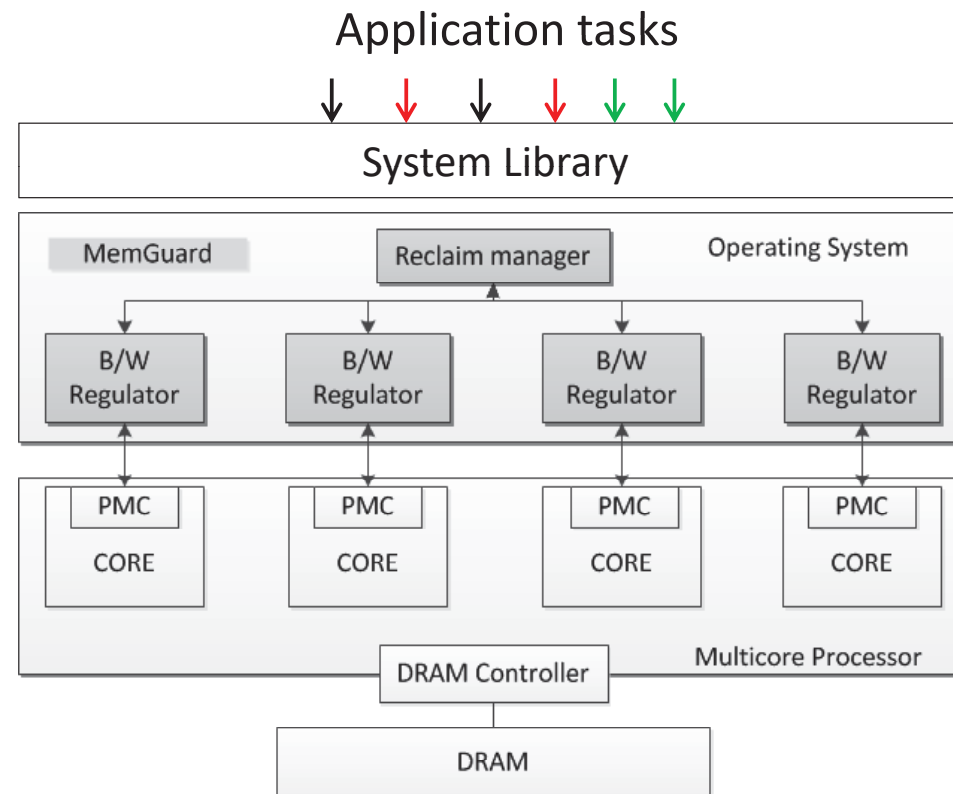 Application tasks
System Library
MemGuard
Reclaim manager
Operating System
B/W
Regulator
B/W
Regulator
B/W
Regulator
B/W
Regulator
PMC
CORE
PMC
CORE
PMC
CORE
PMC
CORE
Multicore Processor
DRAM Controller
DRAM